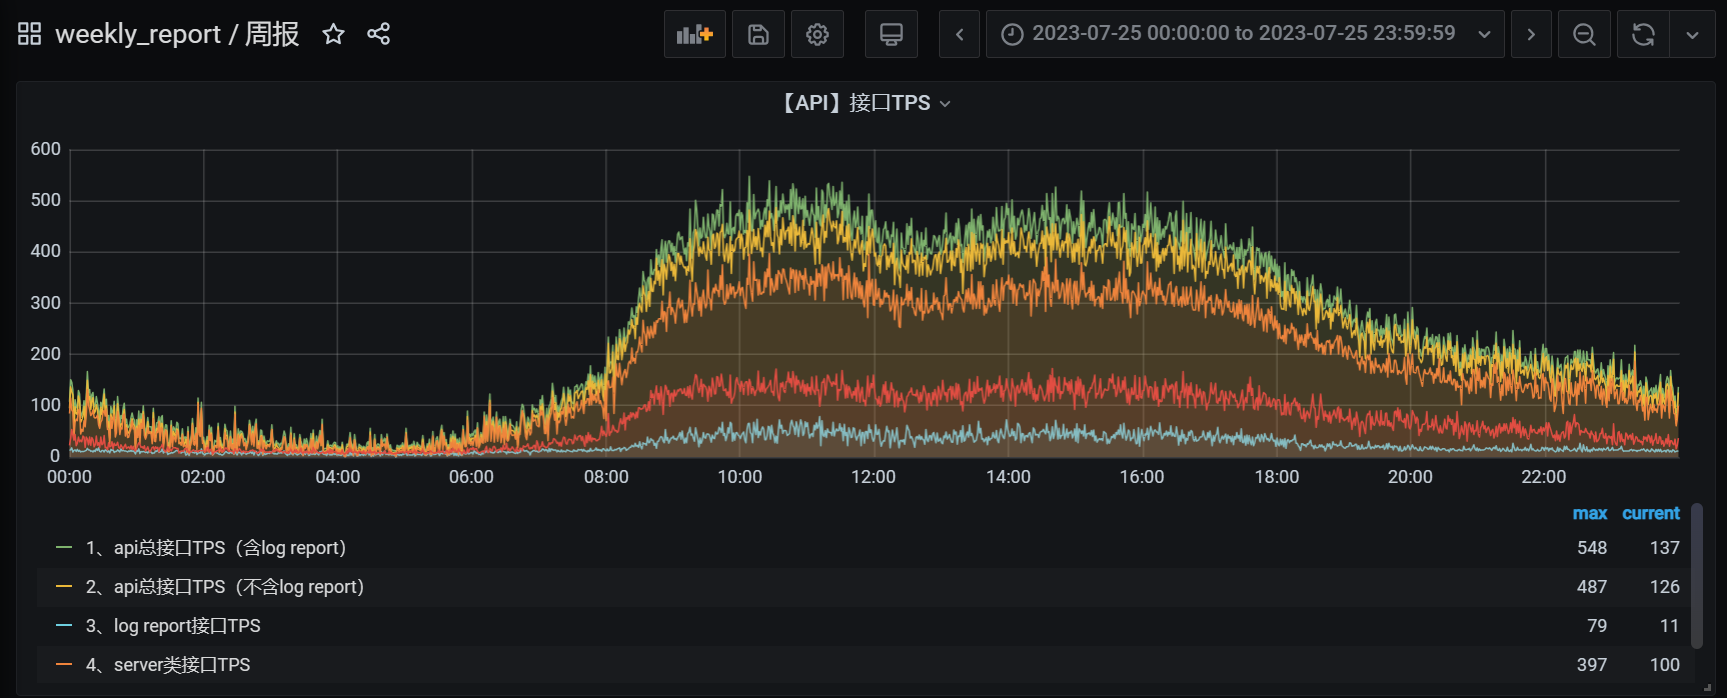 weekly_report / 周报
2023-07-25 00:00:00 to 2023-07-25 23:59:59
【API】接口TPS
600
500
400
300
200
100
0
00:00 02:00 04:00 06:00 08:00 10:00 12:00 14:00 16:00 18:00 20:00 22:00
max current
1、api总接口TPS（含log report） 548 137
2、api总接口TPS（不含log report） 487 126
3、log report接口TPS 79 11
4、server类接口TPS 397 100